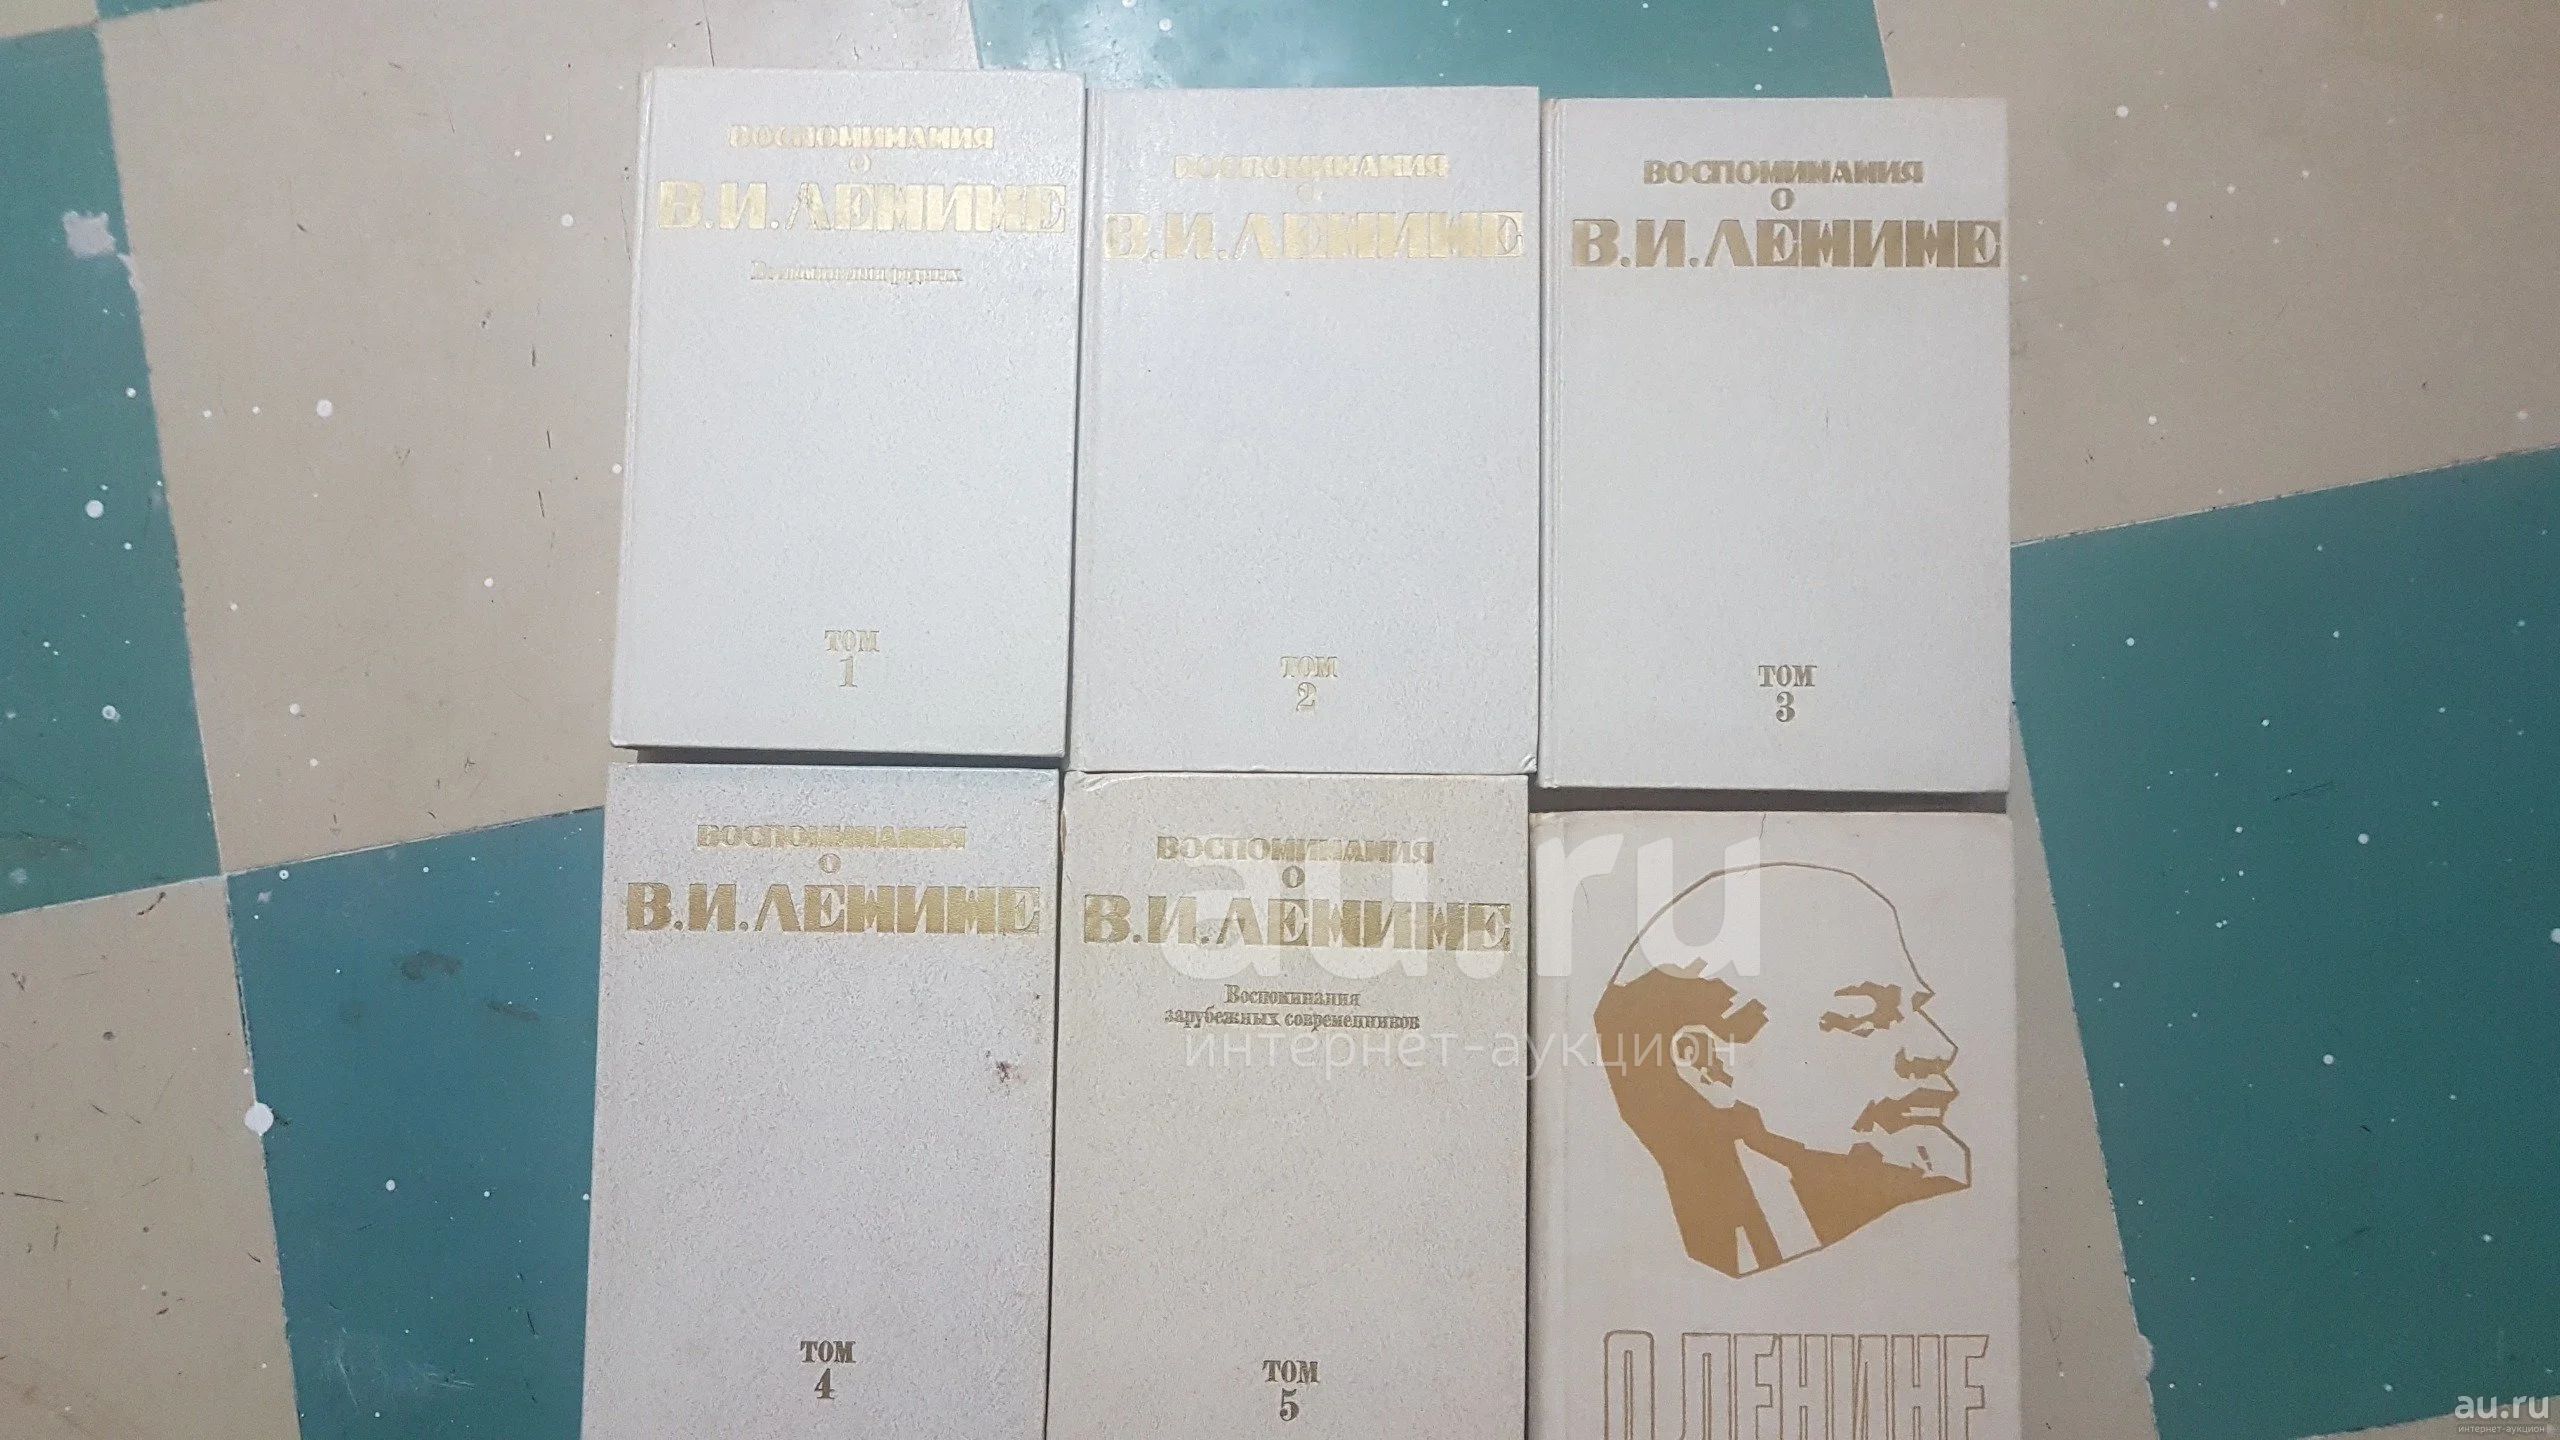 ВОСПОМИНАНИЯ
О
В.И.ЛЕНИНЕ
Воспоминания родных
ТОМ
1
ВОСПОМИНАНИЯ
О
В.И.ЛЕНИНЕ
ТОМ
2
ВОСПОМИНАНИЯ
О
В.И.ЛЕНИНЕ
ТОМ
3
ВОСПОМИНАНИЯ
О
В.И.ЛЕНИНЕ
ТОМ
4
ВОСПОМИНАНИЯ
О
В.И.ЛЕНИНЕ
Воспоминания
зарубежных современников
ТОМ
5
О ЛЕНИНЕ
au.ru
интернет-аукцион
au.ru
интернет-аукцион